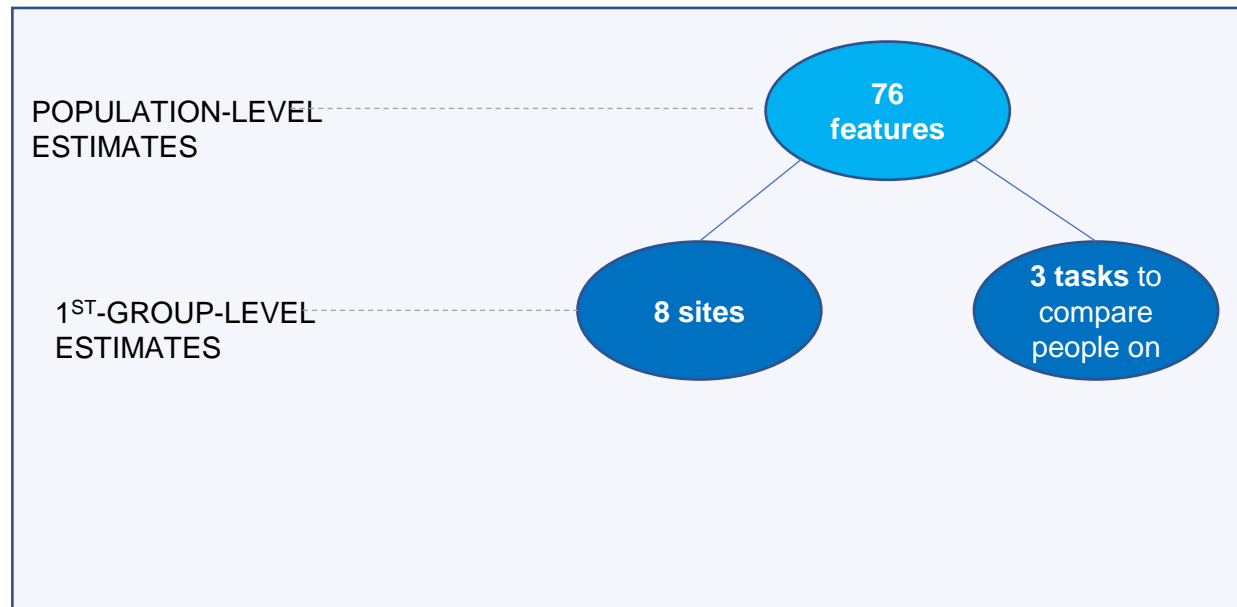 76
features
POPULATION-LEVEL
ESTIMATES
8 sites
3 tasks to
compare
people on
1ST-GROUP-LEVEL
ESTIMATES